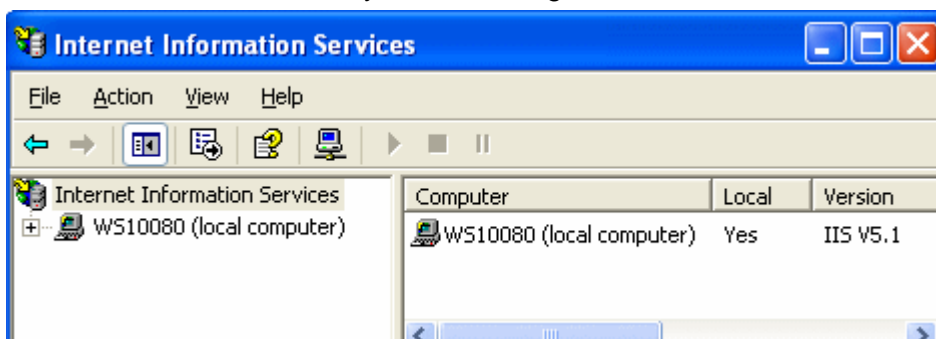 Internet Information Services
File Action View Help
Internet Information Services
WS10080 (local computer)
Computer Local Version
WS10080 (local computer) Yes IIS V5.1